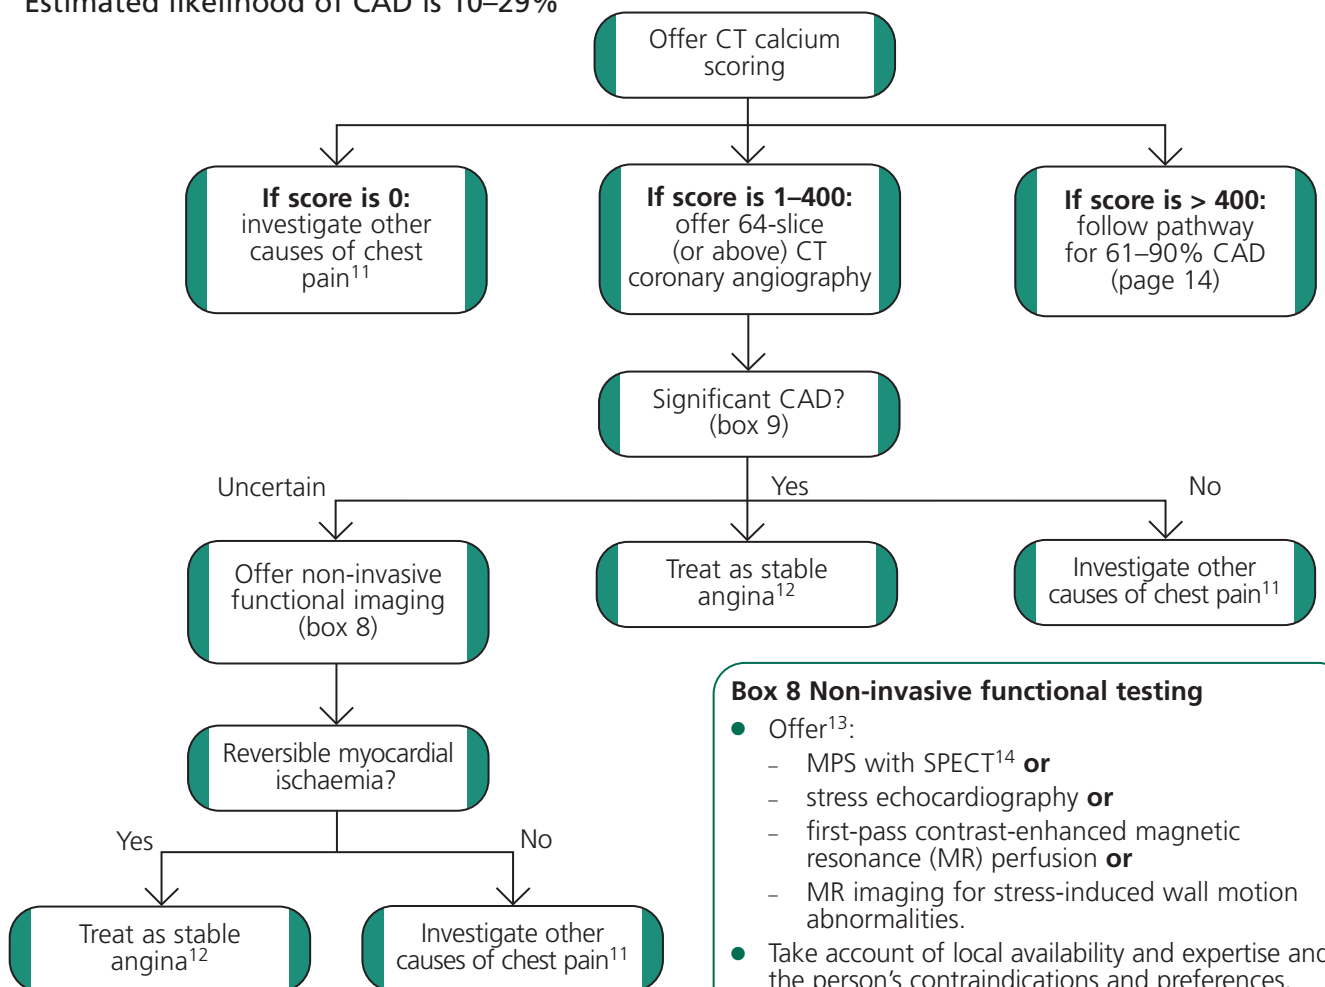 Estimated likelihood of CAD is 10–29%
Offer CT calcium
scoring
If score is 0:
investigate other
causes of chest
pain11
If score is 1–400:
offer 64-slice
(or above) CT
coronary angiography
If score is > 400:
follow pathway
for 61–90% CAD
(page 14)
Significant CAD?
(box 9)
Uncertain
Yes
No
Offer non-invasive
functional imaging
(box 8)
Treat as stable
angina12
Investigate other
causes of chest pain11
Reversible myocardial
ischaemia?
Yes
No
Treat as stable
angina12
Investigate other
causes of chest pain11
Box 8 Non-invasive functional testing
● Offer13:
– MPS with SPECT14 or
– stress echocardiography or
– first-pass contrast-enhanced magnetic
resonance (MR) perfusion or
– MR imaging for stress-induced wall motion
abnormalities.
● Take account of local availability and expertise and
the person's contraindications and preferences.